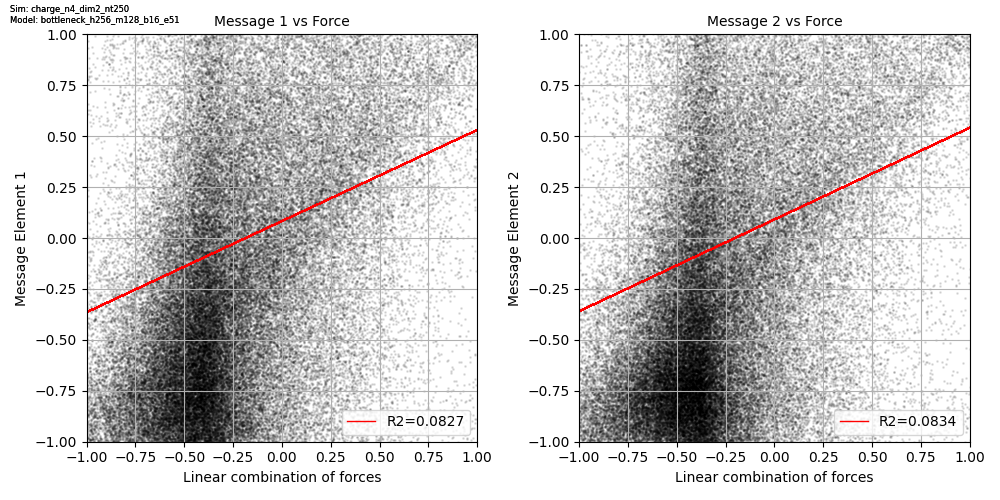 Sim: charge_n4_dim2_nt250
Model: bottleneck_h256_m128_b16_e51
Message 1 vs Force
Message Element 1
1.00
0.75
0.50
0.25
0.00
−0.25
−0.50
−0.75
−1.00
R2=0.0827
−1.00 −0.75 −0.50 −0.25 0.00 0.25 0.50 0.75 1.00
Linear combination of forces
Message 2 vs Force
Message Element 2
1.00
0.75
0.50
0.25
0.00
−0.25
−0.50
−0.75
−1.00
R2=0.0834
−1.00 −0.75 −0.50 −0.25 0.00 0.25 0.50 0.75 1.00
Linear combination of forces